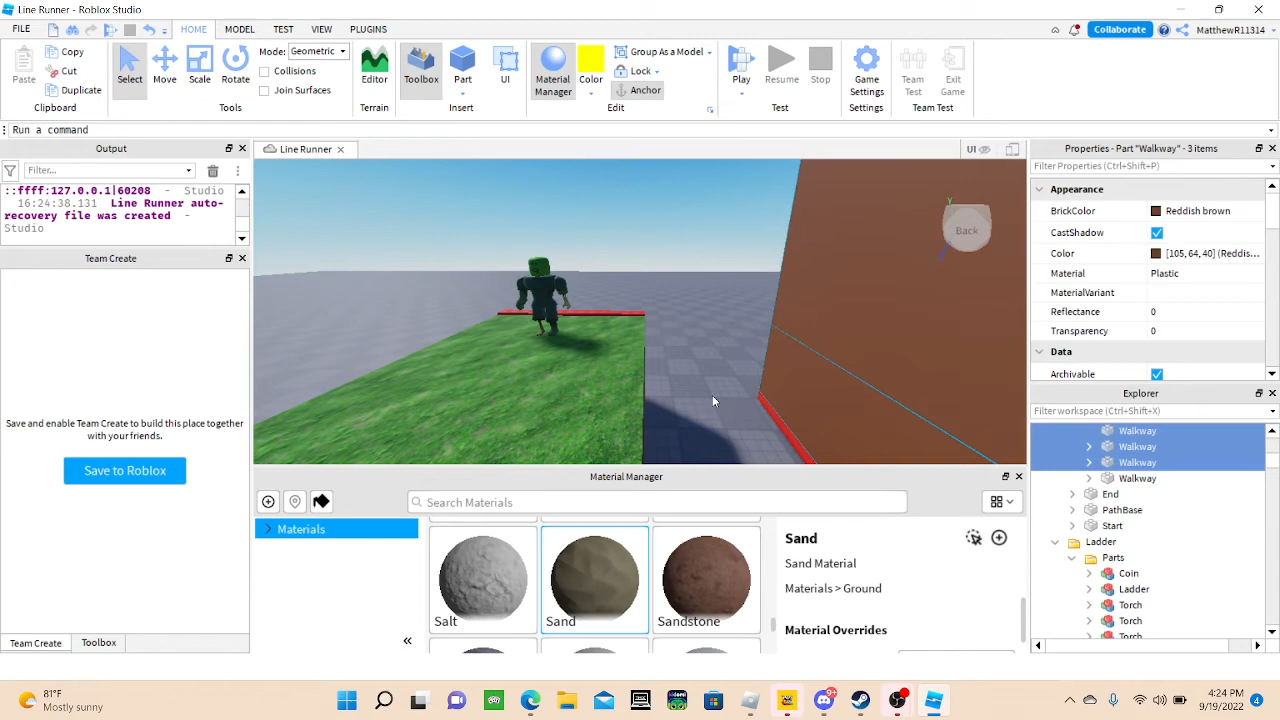 Line Runner - Roblox Studio
FILE HOME MODEL TEST VIEW PLUGINS Collaborate MatthewR11314
Paste Copy Cut Duplicate Clipboard
Select Move Scale Rotate Mode: Geometric Collisions Join Surfaces Tools
Editor Terrain
Toolbox Part UI Insert
Material Manager Color Group As a Model Lock Anchor Edit
Play Resume Stop Test
Game Settings Settings
Team Test Exit Game Team Test
Run a command
Output
Filter...
::ffff:127.0.0.1|60208 - Studio
16:24:38.131 Line Runner auto-
recovery file was created -
Studio
Team Create
Save and enable Team Create to build this place together
with your friends.
Save to Roblox
Team Create Toolbox
Line Runner UI
Back
Y
Material Manager
Search Materials
Materials
Salt Sand Sandstone
Sand
Sand Material
Materials > Ground
Material Overrides
«
Properties - Part "Walkway" - 3 items
Filter Properties (Ctrl+Shift+P)
Appearance
BrickColor Reddish brown
CastShadow
Color [105, 64, 40] (Reddis...
Material Plastic
MaterialVariant
Reflectance 0
Transparency 0
Data
Archivable
Explorer
Filter workspace (Ctrl+Shift+X)
Walkway
Walkway
Walkway
Walkway
End
PathBase
Start
Ladder
Parts
Coin
Ladder
Torch
Torch
Torch
81°F
Mostly sunny
4:24 PM
9/19/2022
4